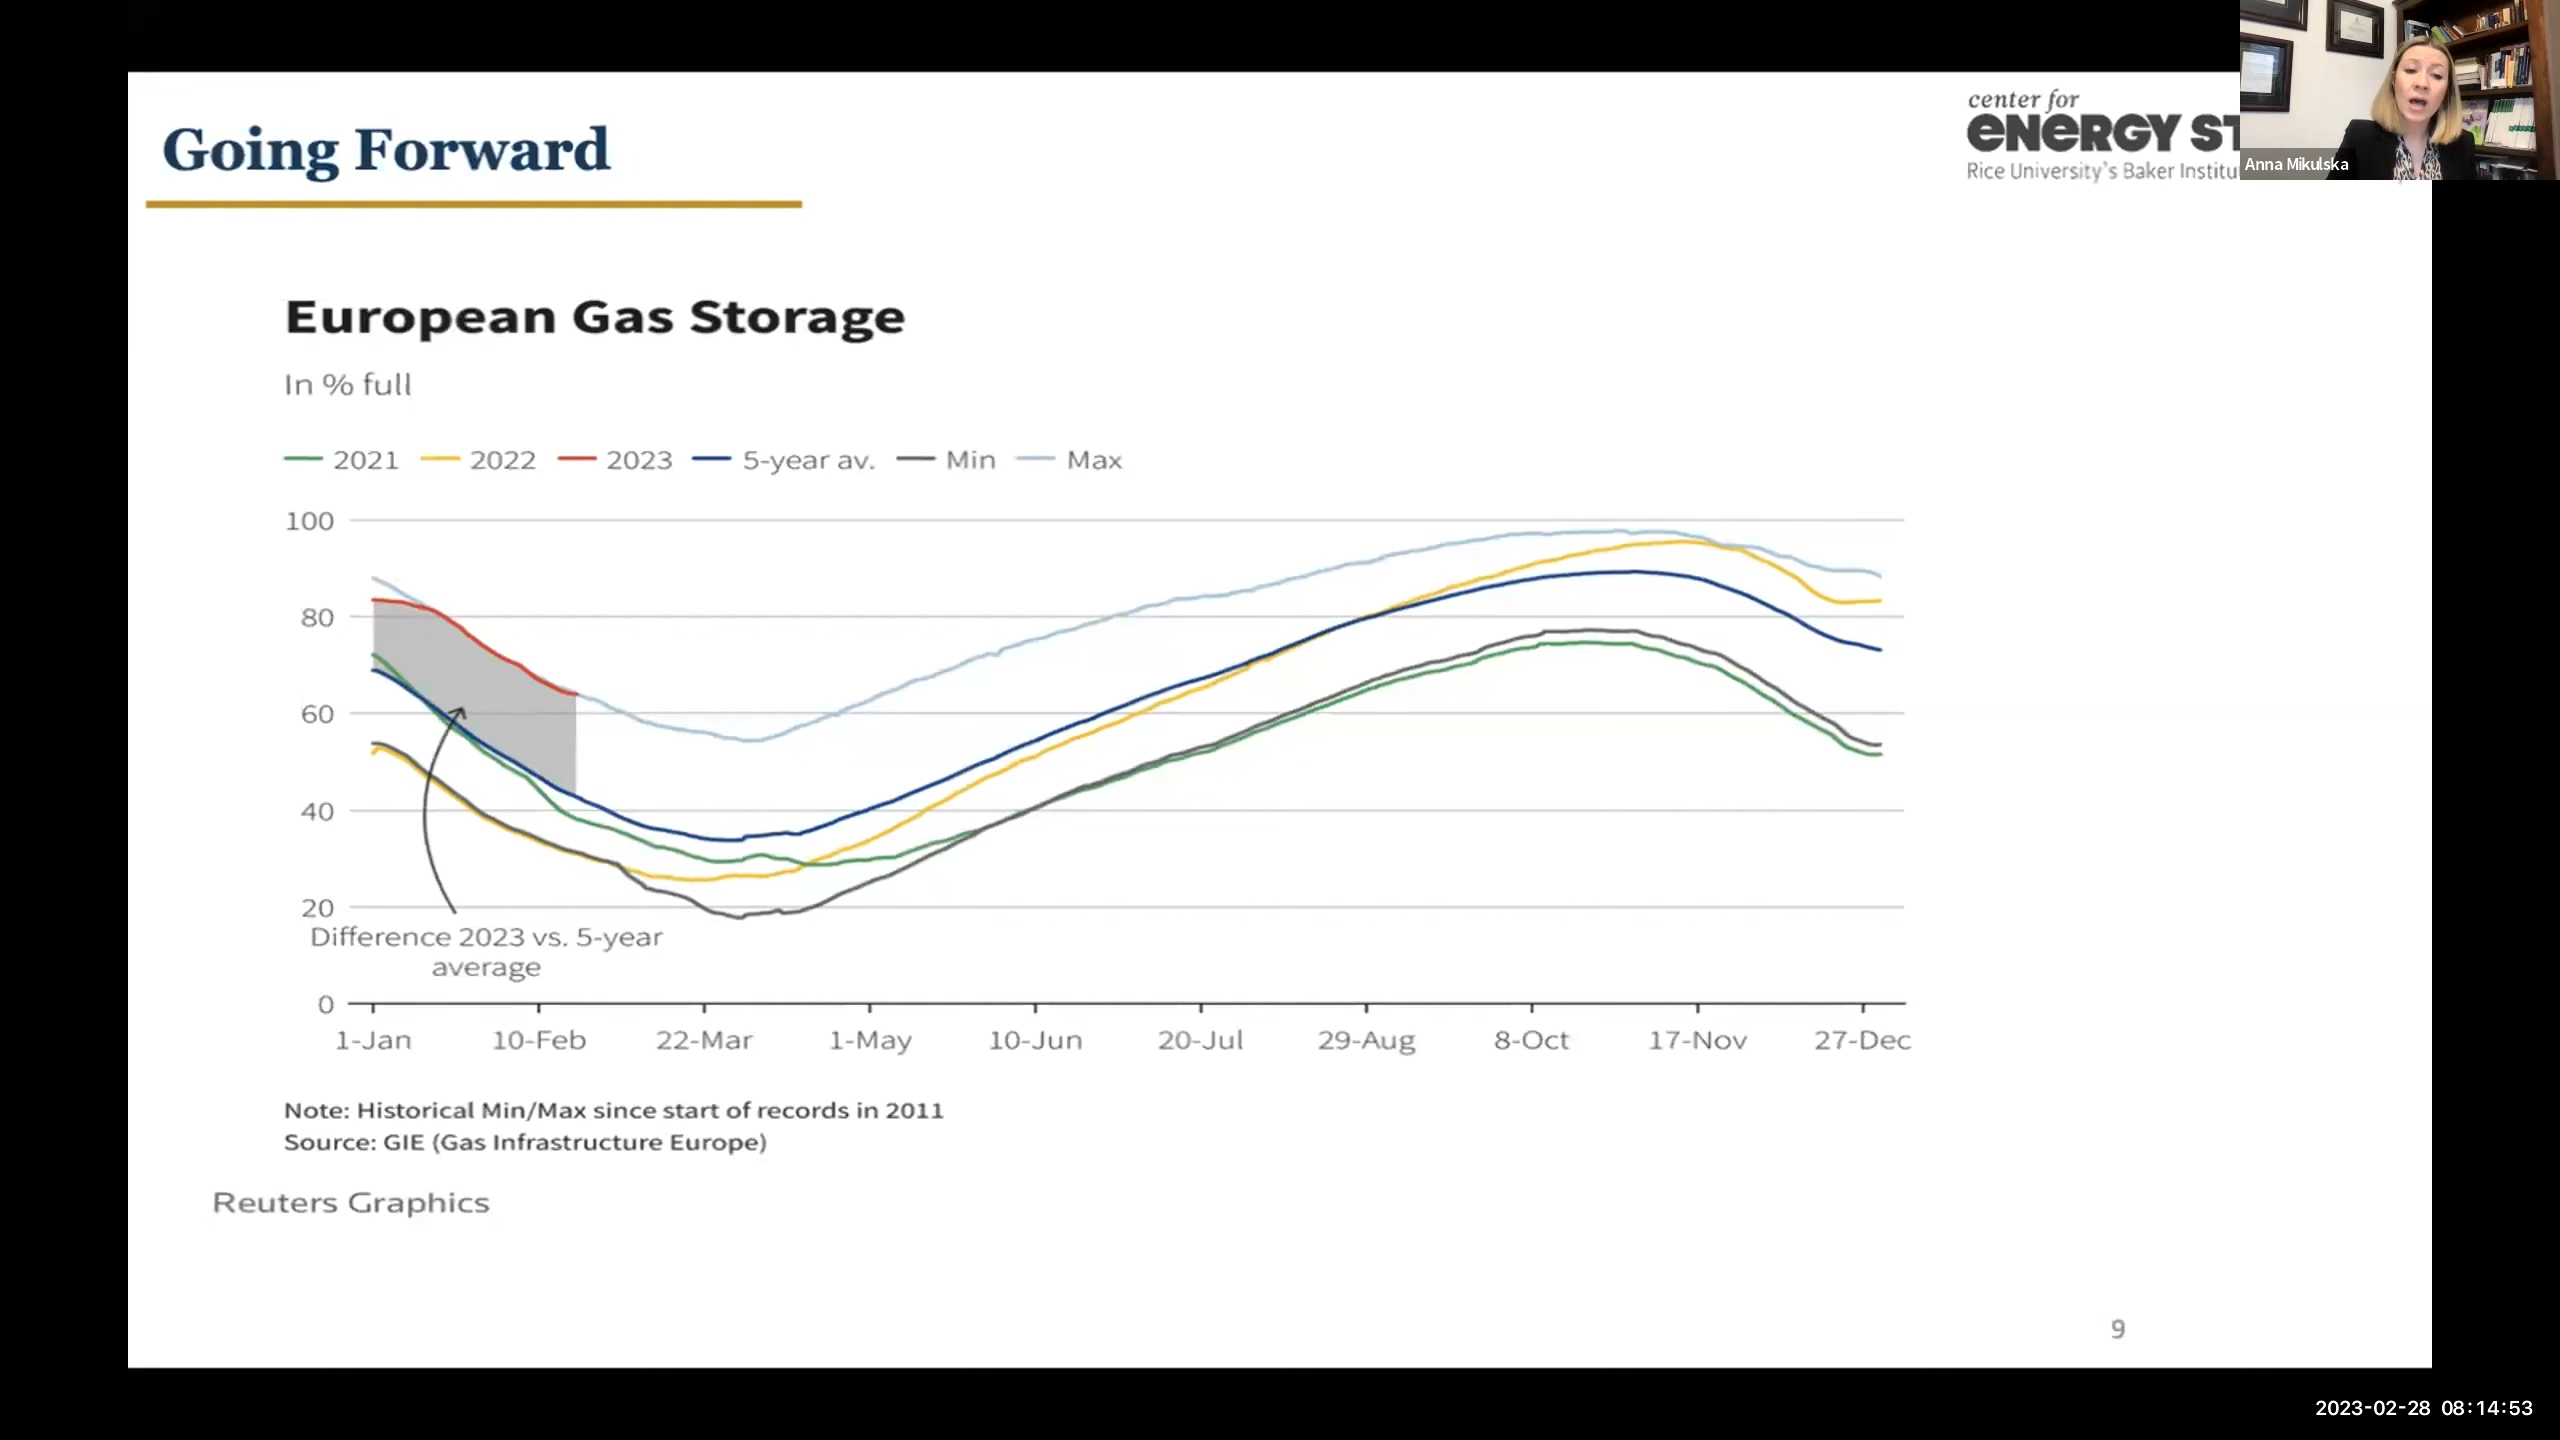 Going Forward
center for
ENERGY ST
Rice University's Baker Institu
Anna Mikulska
European Gas Storage
In % full
2021 2022 2023 5-year av. Min Max
100
80
60
40
20
Difference 2023 vs. 5-year
average
0
1-Jan 10-Feb 22-Mar 1-May 10-Jun 20-Jul 29-Aug 8-Oct 17-Nov 27-Dec
Note: Historical Min/Max since start of records in 2011
Source: GIE (Gas Infrastructure Europe)
Reuters Graphics
9
2023-02-28 08:14:53